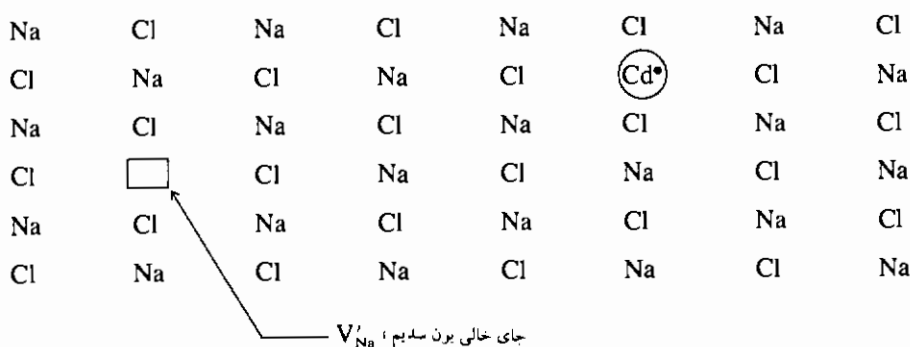 Na Cl Na Cl Na Cl Na Cl
Cl Na Cl Na Cl Cd• Cl Na
Na Cl Na Cl Na Cl Na Cl
Cl Cl Na Cl Na Cl Na
Na Cl Na Cl Na Cl Na Cl
Cl Na Cl Na Cl Na Cl Na
جای خالی یون سدیم ، V′Na